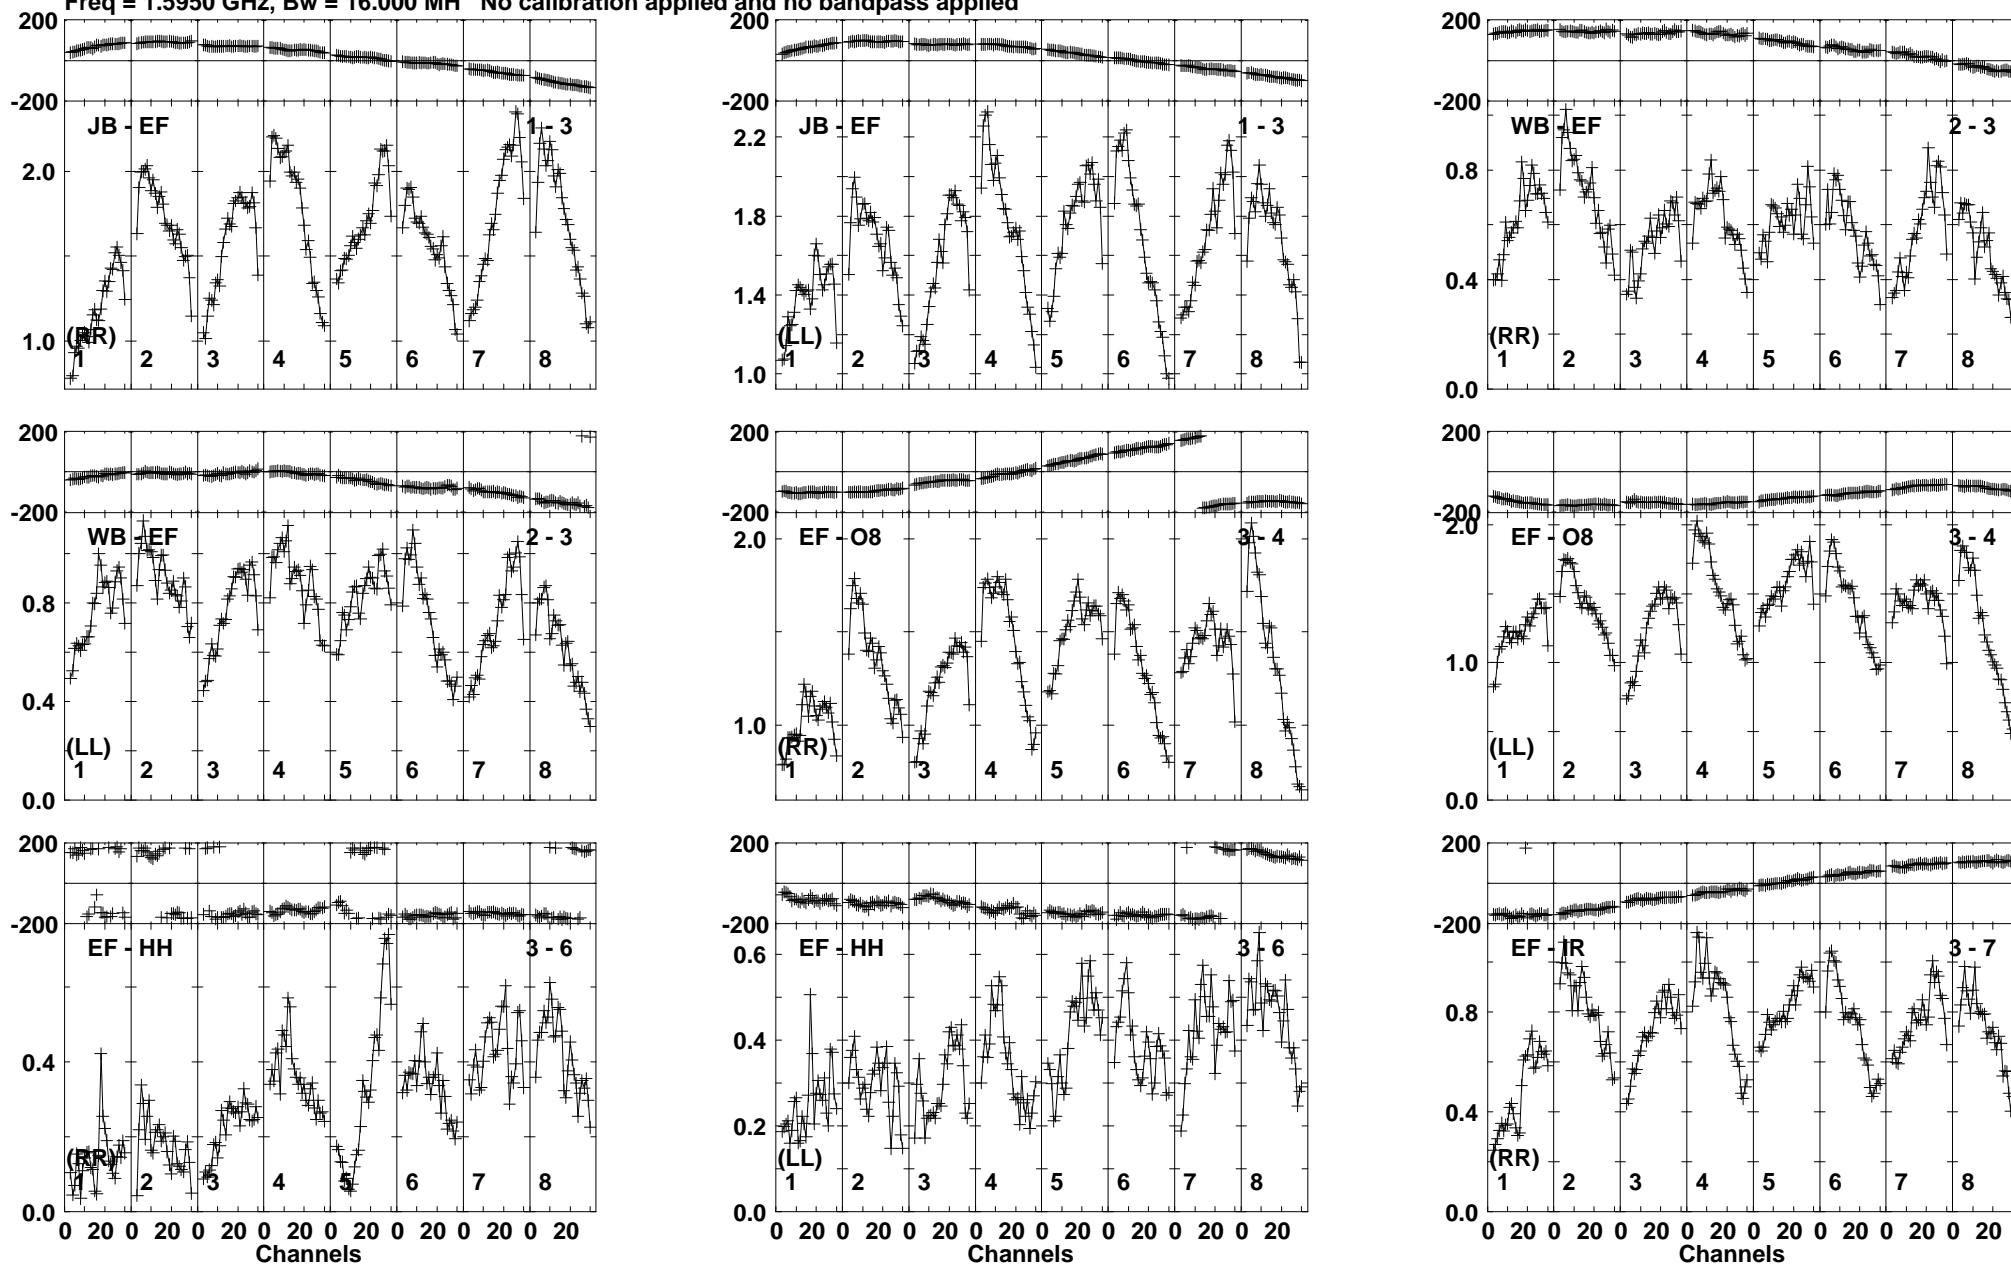 Freq = 1.5950 GHz, Bw = 16.000 MH No calibration applied and no bandpass applied
200 200 200
-200 -200 -200
JB - EF 1 - 3 JB - EF 1 - 3 WB - EF 2 - 3
2.2
2.0 2.0 0.8
1.8
1.4 0.4
1.0 (RR) (LL) (RR)
1 2 3 4 5 6 7 8 1 2 3 4 5 6 7 8 1 2 3 4 5 6 7 8
1.0 0.0
200 200 200
-200 -200 -200
WB - EF 2 - 3 EF - O8 3 - 4 EF - O8 3 - 4
2.0 2.0
0.8
1.0 1.0
0.4
(LL) (RR) (LL)
1 2 3 4 5 6 7 8 1 2 3 4 5 6 7 8 1 2 3 4 5 6 7 8
0.0 0.0
200 200 200
-200 -200 -200
EF - HH 3 - 6 EF - HH 3 - 6 EF - IR 3 - 7
0.6
0.8
0.4 0.4
0.4
0.2
(RR) (LL) (RR)
1 2 3 4 5 6 7 8 1 2 3 4 5 6 7 8 1 2 3 4 5 6 7 8
0.0 0.0 0.0
0 20 0 20 0 20 0 20 0 20 0 20 0 20 0 20 0 20 0 20 0 20 0 20 0 20 0 20 0 20 0 20 0 20 0 20 0 20 0 20 0 20 0 20 0 20 0 20
Channels Channels Channels